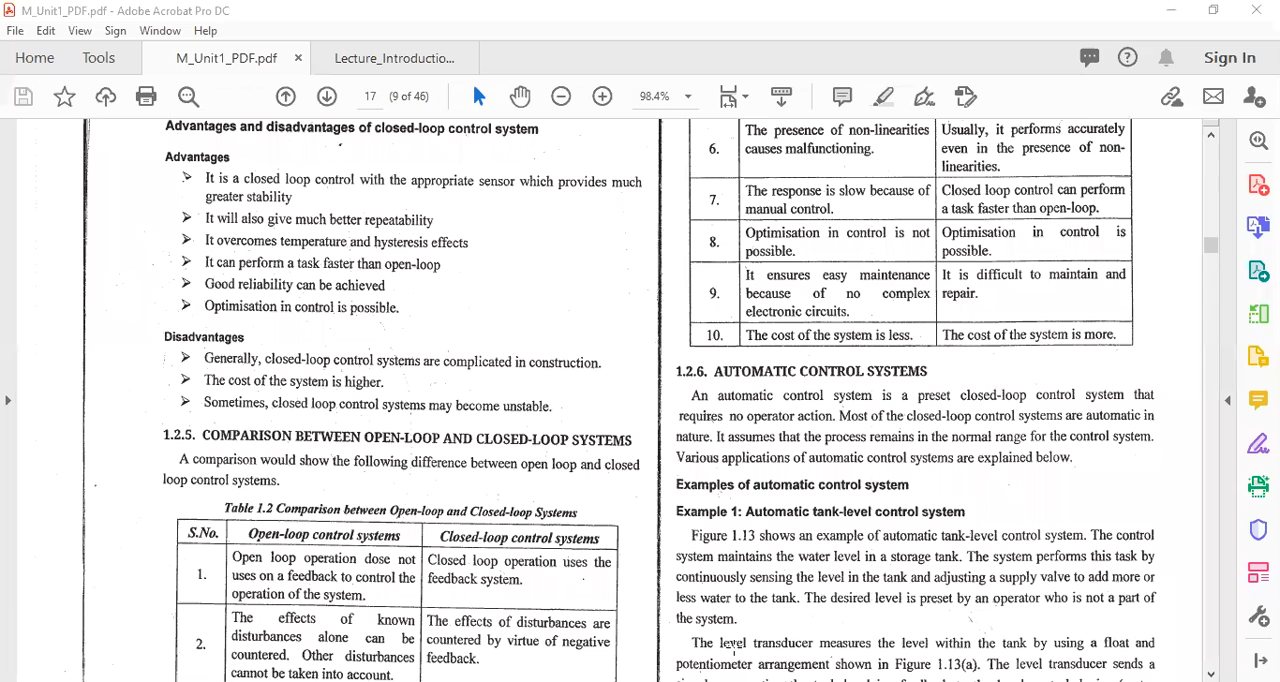 M_Unit1_PDF.pdf - Adobe Acrobat Pro DC
File Edit View Sign Window Help
Home Tools M_Unit1_PDF.pdf × Lecture_Introductio... Sign In
17 (9 of 46) 98.4%
Advantages and disadvantages of closed-loop control system
Advantages
➤ It is a closed loop control with the appropriate sensor which provides much
greater stability
➤ It will also give much better repeatability
➤ It overcomes temperature and hysteresis effects
➤ It can perform a task faster than open-loop
➤ Good reliability can be achieved
➤ Optimisation in control is possible.
Disadvantages
➤ Generally, closed-loop control systems are complicated in construction.
➤ The cost of the system is higher.
➤ Sometimes, closed loop control systems may become unstable.
1.2.5. COMPARISON BETWEEN OPEN-LOOP AND CLOSED-LOOP SYSTEMS
A comparison would show the following difference between open loop and closed
loop control systems.
Table 1.2 Comparison between Open-loop and Closed-loop Systems
S.No. Open-loop control systems Closed-loop control systems
1. Open loop operation dose not
uses on a feedback to control the
operation of the system.
Closed loop operation uses the
feedback system.
2. The effects of known
disturbances alone can be
countered. Other disturbances
cannot be taken into account.
The effects of disturbances are
countered by virtue of negative
feedback.
6. The presence of non-linearities
causes malfunctioning.
Usually, it performs accurately
even in the presence of non-
linearities.
7. The response is slow because of
manual control.
Closed loop control can perform
a task faster than open-loop.
8. Optimisation in control is not
possible.
Optimisation in control is
possible.
9. It ensures easy maintenance
because of no complex
electronic circuits.
It is difficult to maintain and
repair.
10. The cost of the system is less. The cost of the system is more.
1.2.6. AUTOMATIC CONTROL SYSTEMS
An automatic control system is a preset closed-loop control system that
requires no operator action. Most of the closed-loop control systems are automatic in
nature. It assumes that the process remains in the normal range for the control system.
Various applications of automatic control systems are explained below.
Examples of automatic control system
Example 1: Automatic tank-level control system
Figure 1.13 shows an example of automatic tank-level control system. The control
system maintains the water level in a storage tank. The system performs this task by
continuously sensing the level in the tank and adjusting a supply valve to add more or
less water to the tank. The desired level is preset by an operator who is not a part of
the system.
The level transducer measures the level within the tank by using a float and
potentiometer arrangement shown in Figure 1.13(a). The level transducer sends a